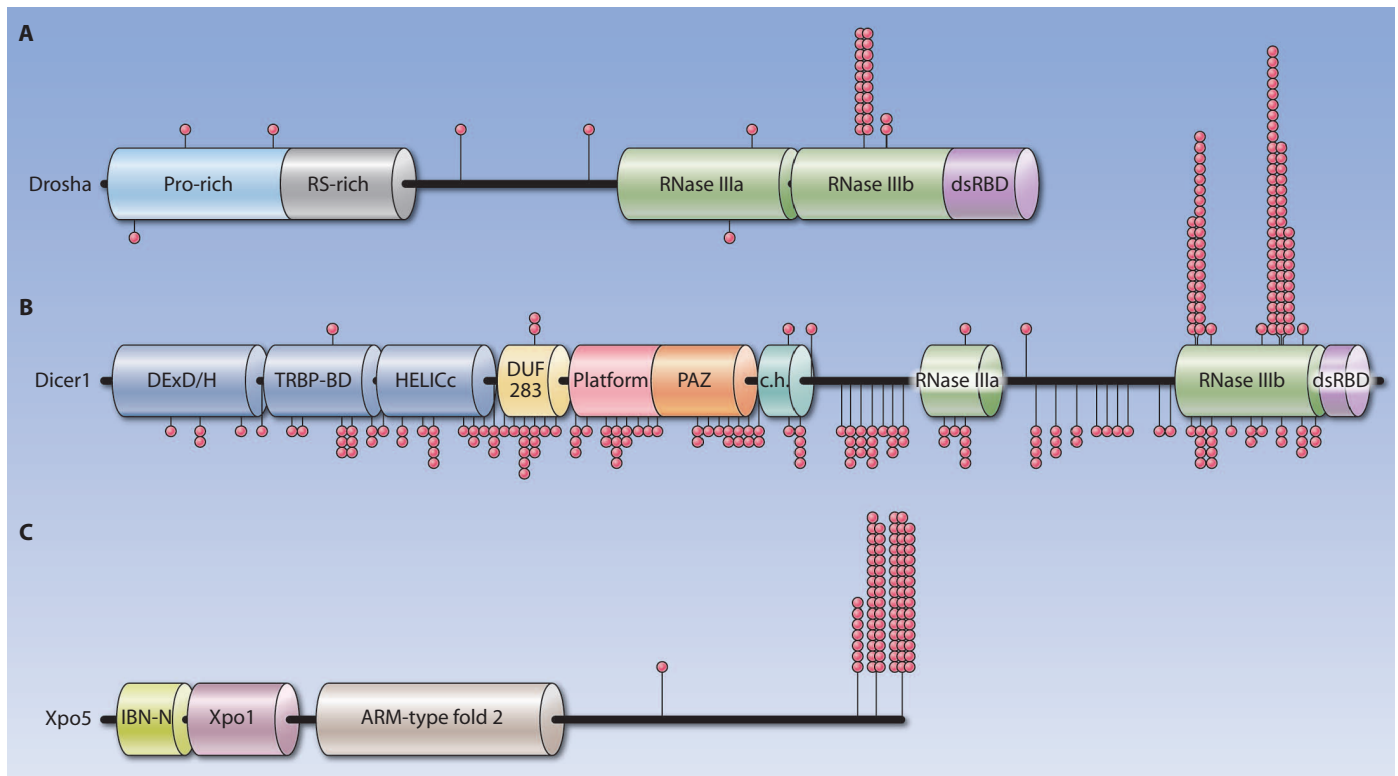 A
Drosha
Pro-rich
RS-rich
RNase IIIa
RNase IIIb
dsRBD
B
Dicer1
DExD/H
TRBP-BD
HELICc
DUF
283
Platform
PAZ
c.h.
RNase IIIa
RNase IIIb
dsRBD
C
Xpo5
IBN-N
Xpo1
ARM-type fold 2